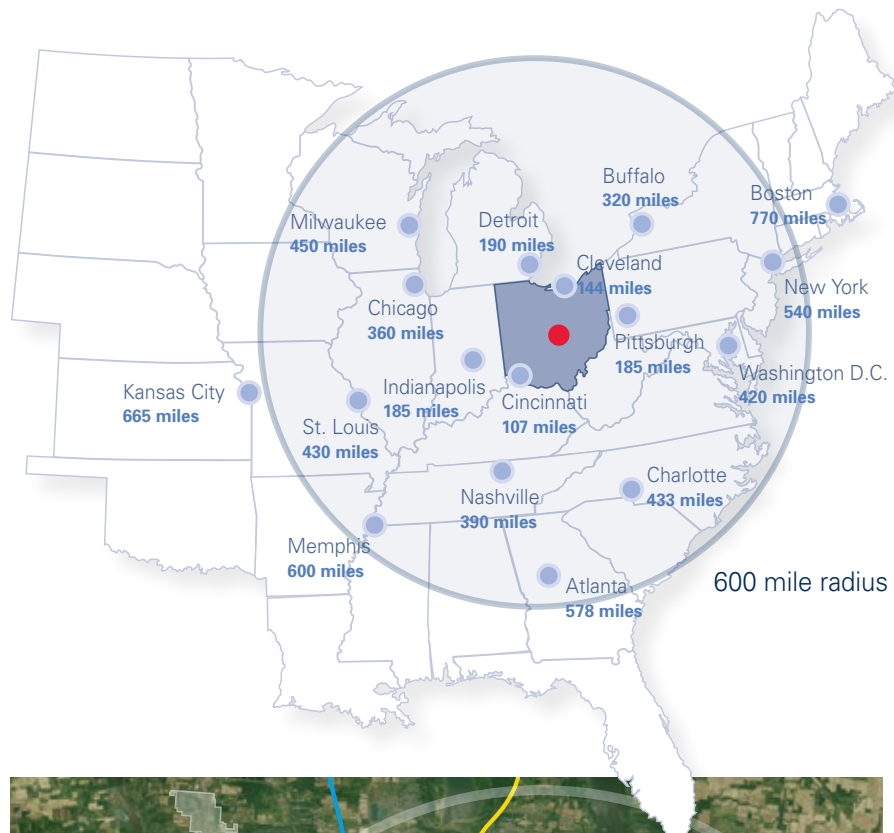 Buffalo
320 miles
Boston
770 miles
Milwaukee
450 miles
Detroit
190 miles
Cleveland
144 miles
New York
540 miles
Chicago
360 miles
Pittsburgh
185 miles
Washington D.C.
420 miles
Kansas City
665 miles
Indianapolis
185 miles
Cincinnati
107 miles
St. Louis
430 miles
Nashville
390 miles
Charlotte
433 miles
Memphis
600 miles
Atlanta
578 miles
600 mile radius